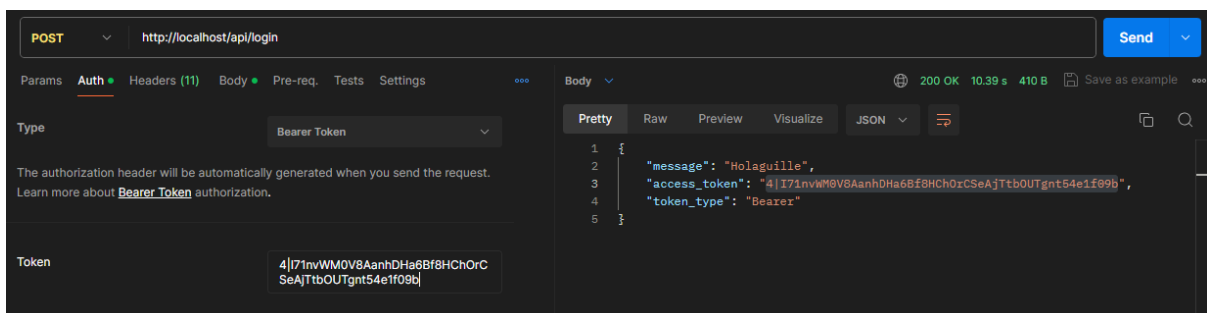 POST http://localhost/api/login Send
Params Auth Headers (11) Body Pre-req. Tests Settings
Type Bearer Token
The authorization header will be automatically generated when you send the request.
Learn more about Bearer Token authorization.
Token 4|I71nvWM0V8AanhDHa6Bf8HChOrC
SeAjTtbOUTgnt54e1f09b
Body 200 OK 10.39 s 410 B Save as example
Pretty Raw Preview Visualize JSON
1 {
2 "message": "Holaguille",
3 "access_token": "4|I71nvWM0V8AanhDHa6Bf8HChOrCSeAjTtbOUTgnt54e1f09b",
4 "token_type": "Bearer"
5 }